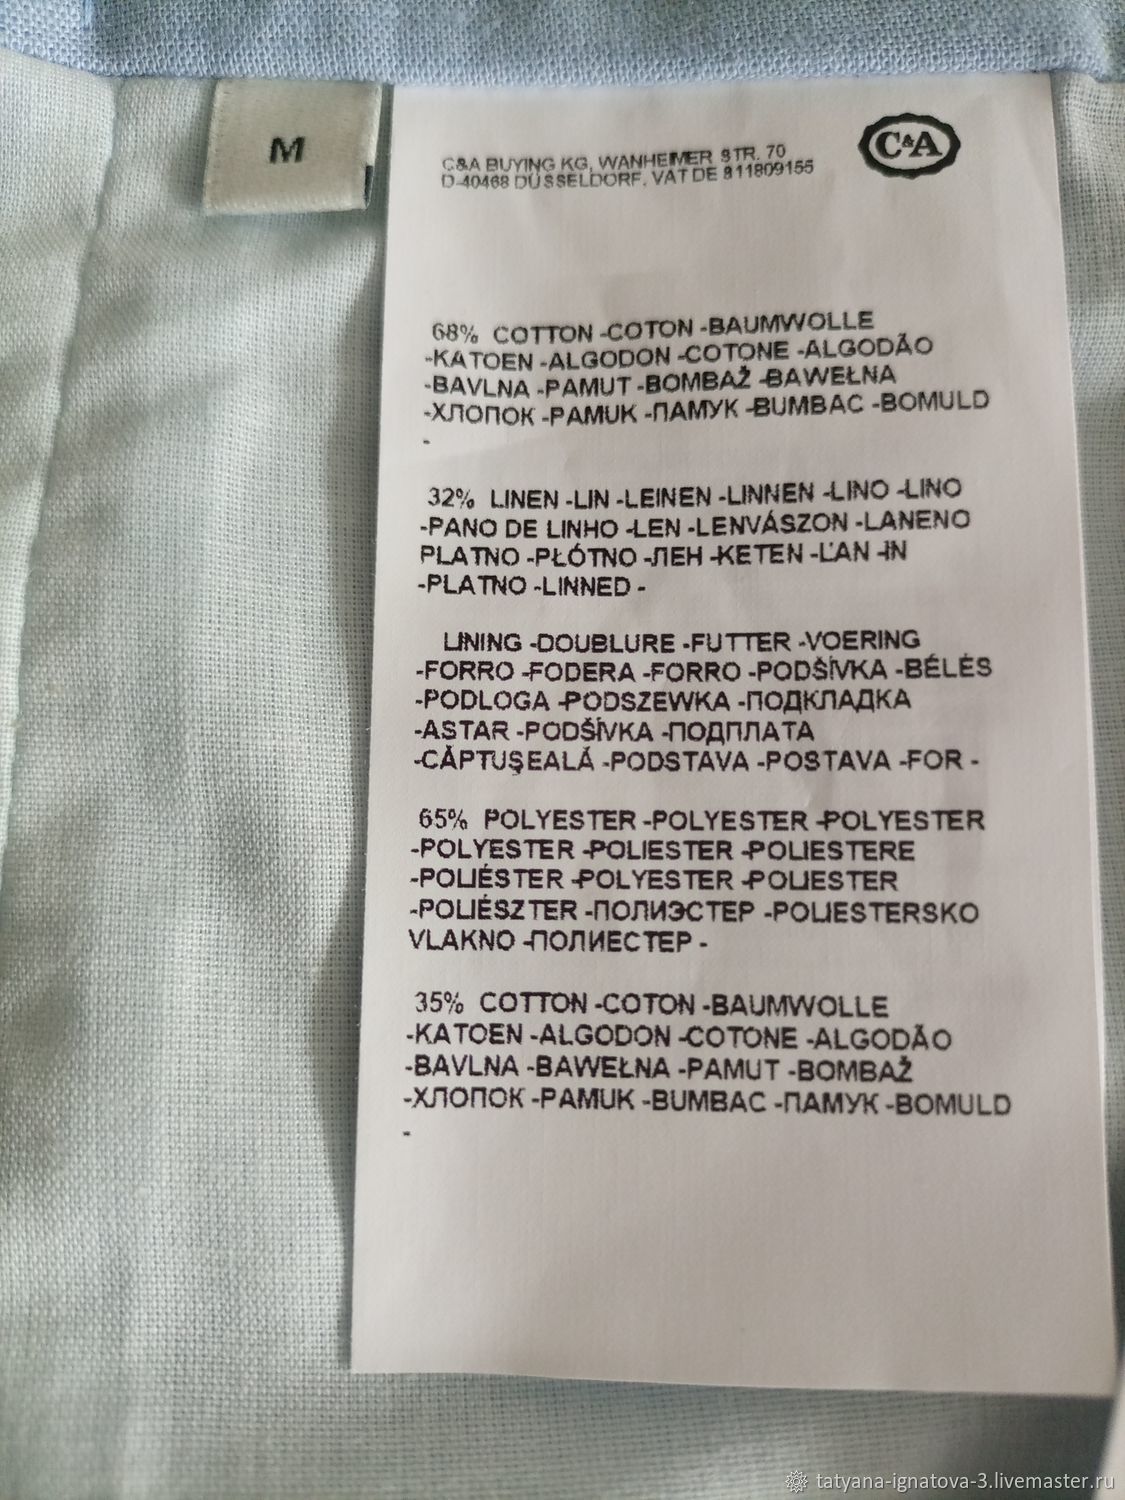 M
C&A BUYING KG, WANHEIMER STR. 70
D-40468 DÜSSELDORF. VAT DE 811809155
C&A
68% COTTON -COTON -BAUMWOLLE
-KATOEN -ALGODON -COTONE -ALGODÃO
-BAVLNA -PAMUT -BOMBAŽ -BAWEŁNA
-ХЛОПОК -PAMUK -ПАМУК -BUMBAC -BOMULD
-
32% LINEN -LIN -LEINEN -LINNEN -LINO -LINO
-PANO DE LINHO -LEN -LENVÁSZON -LANENO
PLATNO -PŁÓTNO -ЛЕН -KETEN -ĽAN -IN
-PLATNO -LINNED -
LINING -DOUBLURE -FUTTER -VOERING
-FORRO -FODERA -FORRO -PODŠÍVKA -BÉLÉS
-PODLOGA -PODSZEWKA -ПОДКЛАДКА
-ASTAR -PODŠÍVKA -ПОДПЛАТА
-CĂPTUŞEALĂ -PODSTAVA -POSTAVA -FOR -
65% POLYESTER -POLYESTER -POLYESTER
-POLYESTER -POLIESTER -POLIESTERE
-POLIÉSTER -POLYESTER -POLIESTER
-POLIÉSZTER -ПОЛИЭСТЕР -POLIESTERSKO
VLAKNO -ПОЛИЕСТЕР -
35% COTTON -COTON -BAUMWOLLE
-KATOEN -ALGODON -COTONE -ALGODÃO
-BAVLNA -BAWEŁNA -PAMUT -BOMBAŽ
-ХЛОПОК -PAMUK -BUMBAC -ПАМУК -BOMULD
-
tatyana-ignatova-3.livemaster.ru